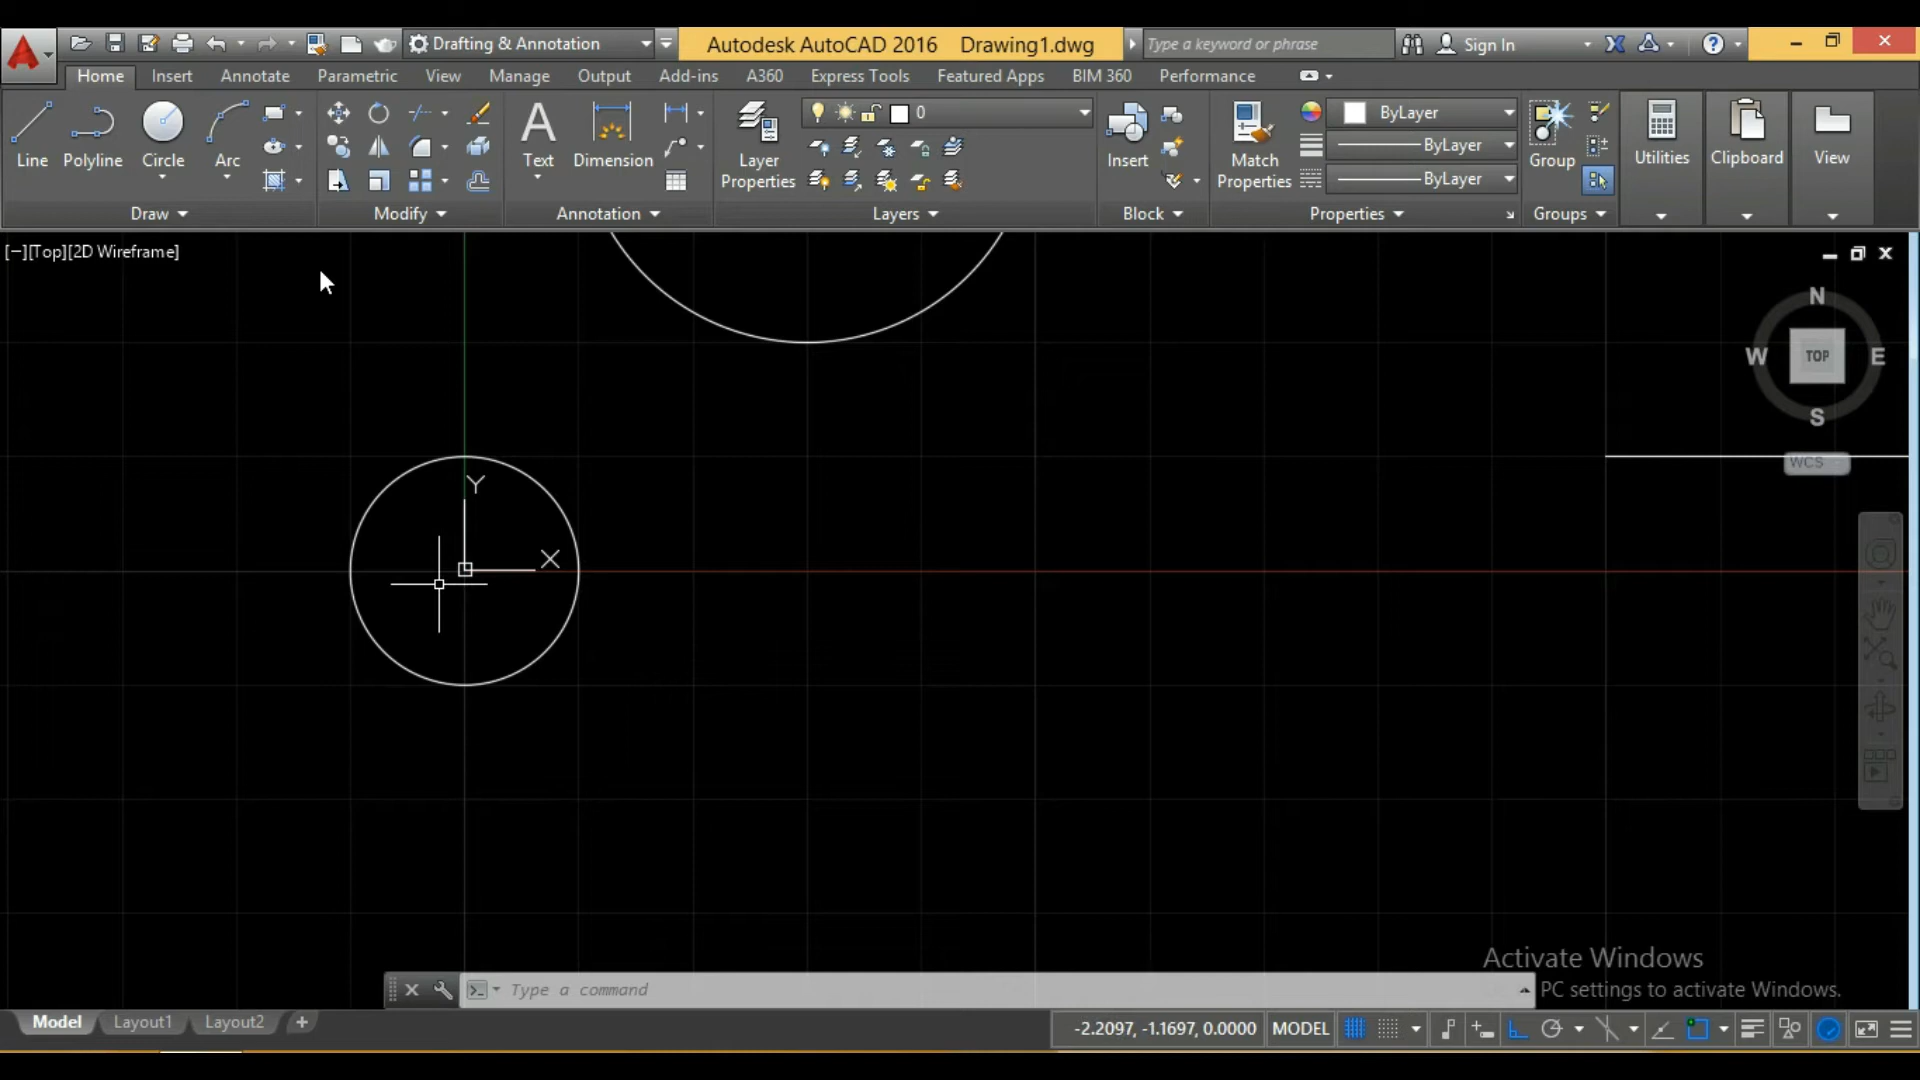 Drafting & Annotation
Autodesk AutoCAD 2016 Drawing1.dwg
Type a keyword or phrase
Sign In
Home Insert Annotate Parametric View Manage Output Add-ins A360 Express Tools Featured Apps BIM 360 Performance
0
ByLayer
ByLayer
ByLayer
Line Polyline Circle Arc
Text Dimension
Layer Properties
Insert
Match Properties
Group
Utilities Clipboard View
Draw Modify Annotation Layers Block Properties Groups
[−][Top][2D Wireframe]
N
W TOP E
S
WCS
Y
X
Activate Windows
PC settings to activate Windows.
Type a command
Model Layout1 Layout2 +
-2.2097, -1.1697, 0.0000 MODEL